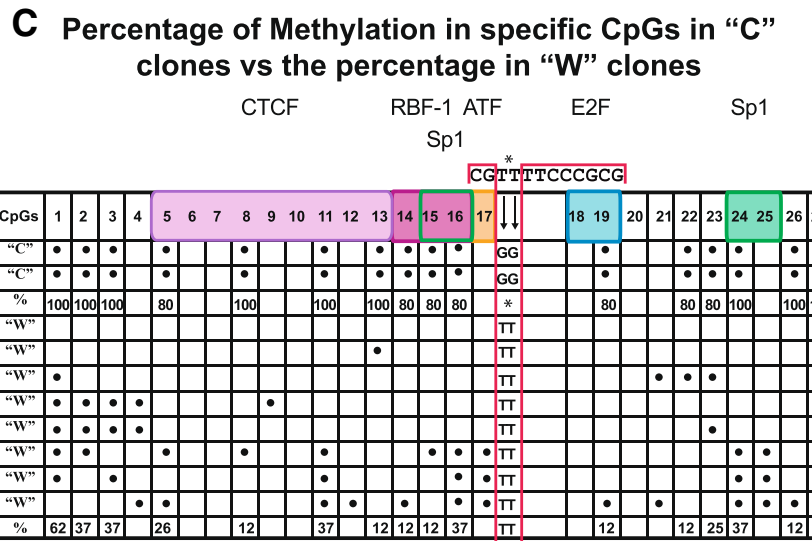 C Percentage of Methylation in specific CpGs in “C”
clones vs the percentage in “W” clones
CTCF RBF-1 ATF E2F Sp1
Sp1
*
CGTTTTCCCGCG
CpGs 1 2 3 4 5 6 7 8 9 10 11 12 13 14 15 16 17 18 19 20 21 22 23 24 25 26
“C” • • • • • • • • • • GG • • • • •
“C” • • • • • • • • • • GG • • • • •
% 100 100 100 80 100 100 100 80 80 80 * 80 80 80 100 100
“W” TT
“W” • TT
“W” • TT • • •
“W” • • • • • TT
“W” • • • • TT •
“W” • • • • • • • • TT • •
“W” • • • • • TT • •
“W” • • • • • • • TT • • • • •
% 62 37 37 26 12 37 12 12 12 37 TT 12 12 25 37 12